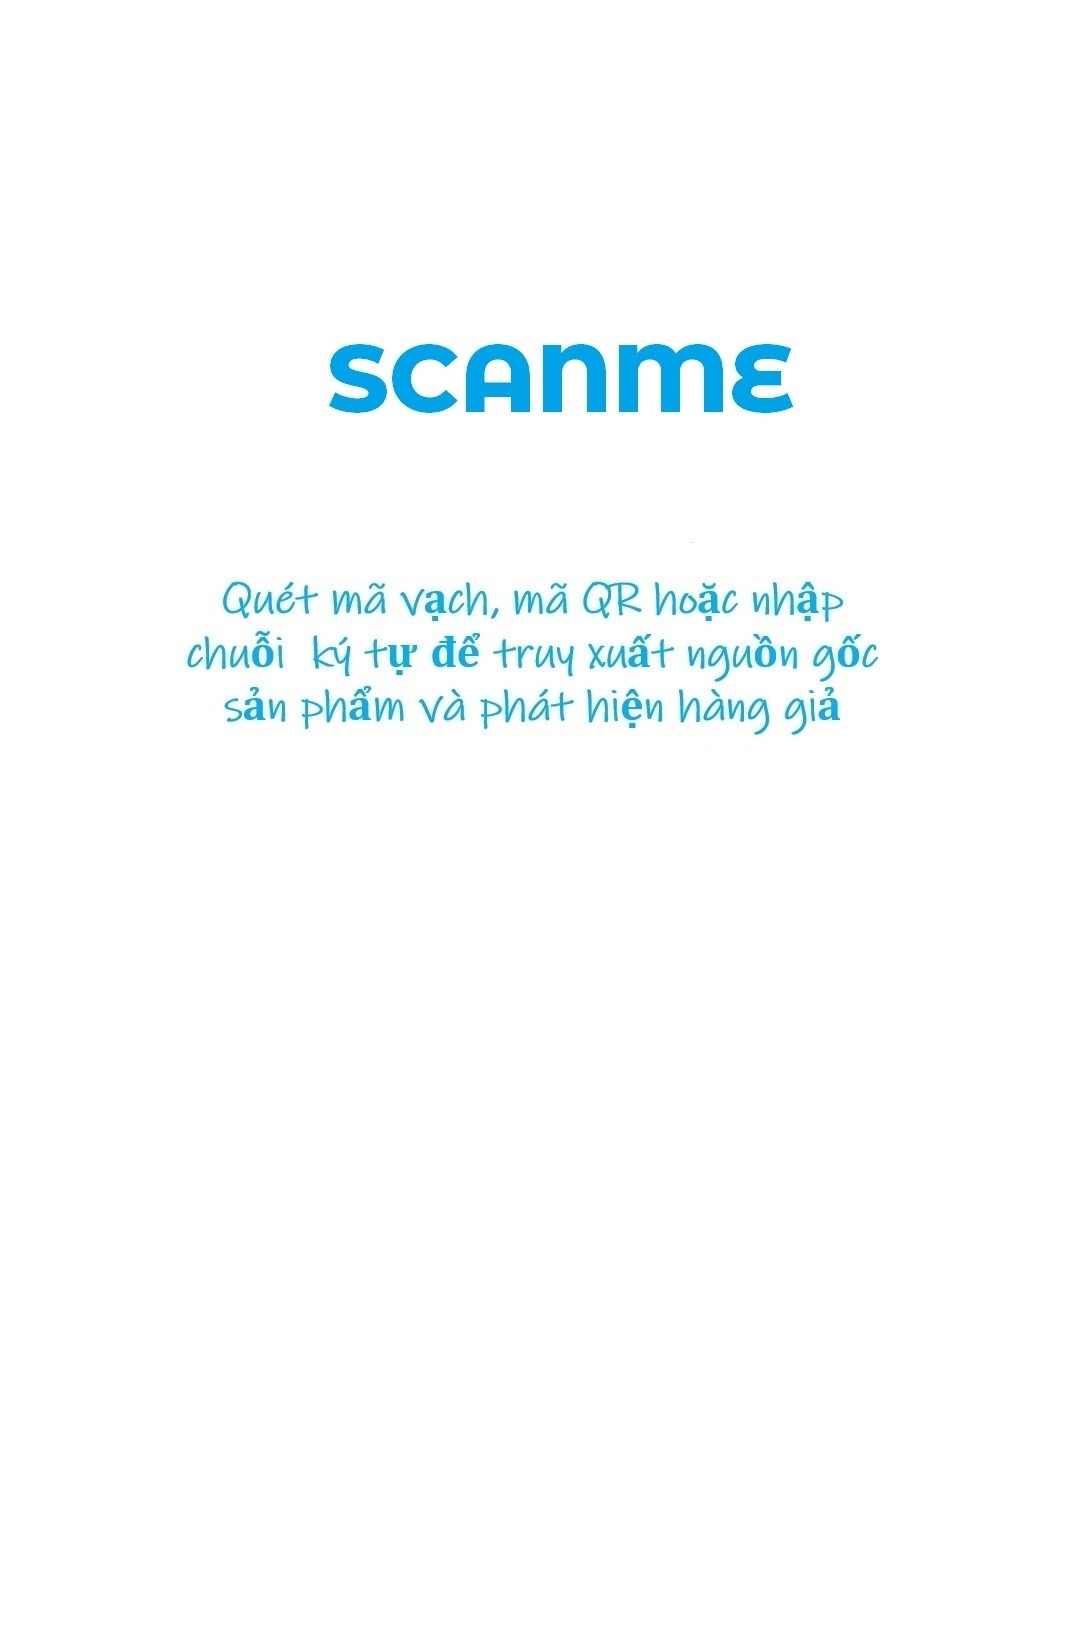 SCANME
Quét mã vạch, mã QR hoặc nhập
chuỗi ký tự để truy xuất nguồn gốc
sản phẩm và phát hiện hàng giả